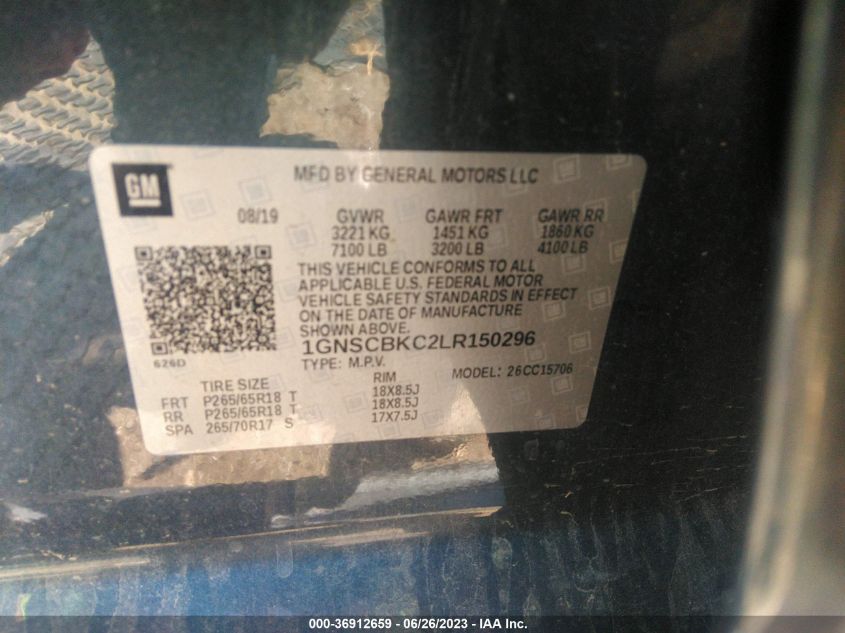 GM
MFD BY GENERAL MOTORS LLC
08/19 GVWR GAWR FRT GAWR RR
3221 KG 1451 KG 1860 KG
7100 LB 3200 LB 4100 LB
THIS VEHICLE CONFORMS TO ALL
APPLICABLE U.S. FEDERAL MOTOR
VEHICLE SAFETY STANDARDS IN EFFECT
ON THE DATE OF MANUFACTURE
SHOWN ABOVE.
1GNSCBKC2LR150296
626D
TYPE: M.P.V. MODEL: 26CC15706
TIRE SIZE RIM
FRT P265/65R18 T 18X8.5J
RR P265/65R18 T 18X8.5J
SPA 265/70R17 S 17X7.5J
000-36912659 - 06/26/2023 - IAA Inc.